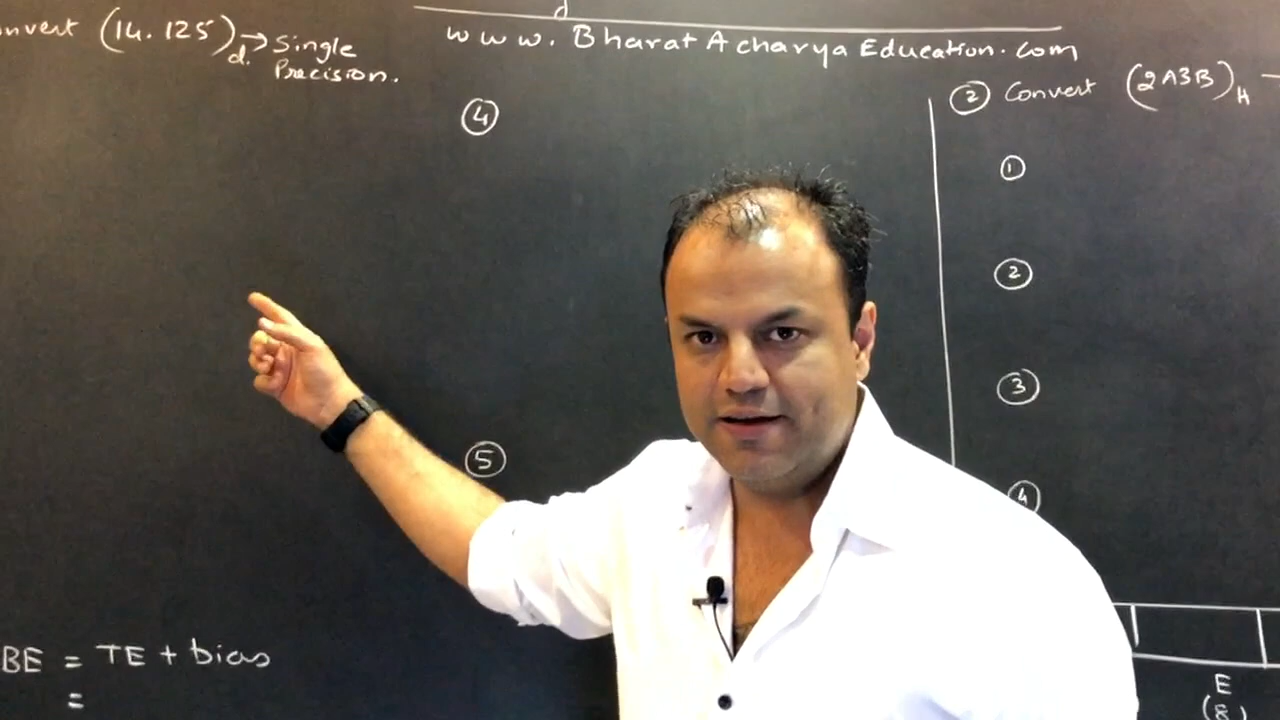 nvert (14.125)d. → Single
Precision.
www.BharatAcharyaEducation.com
④
⑤
BE = TE + bias
=
② Convert (2A3B)H
①
②
③
④
E
(8)